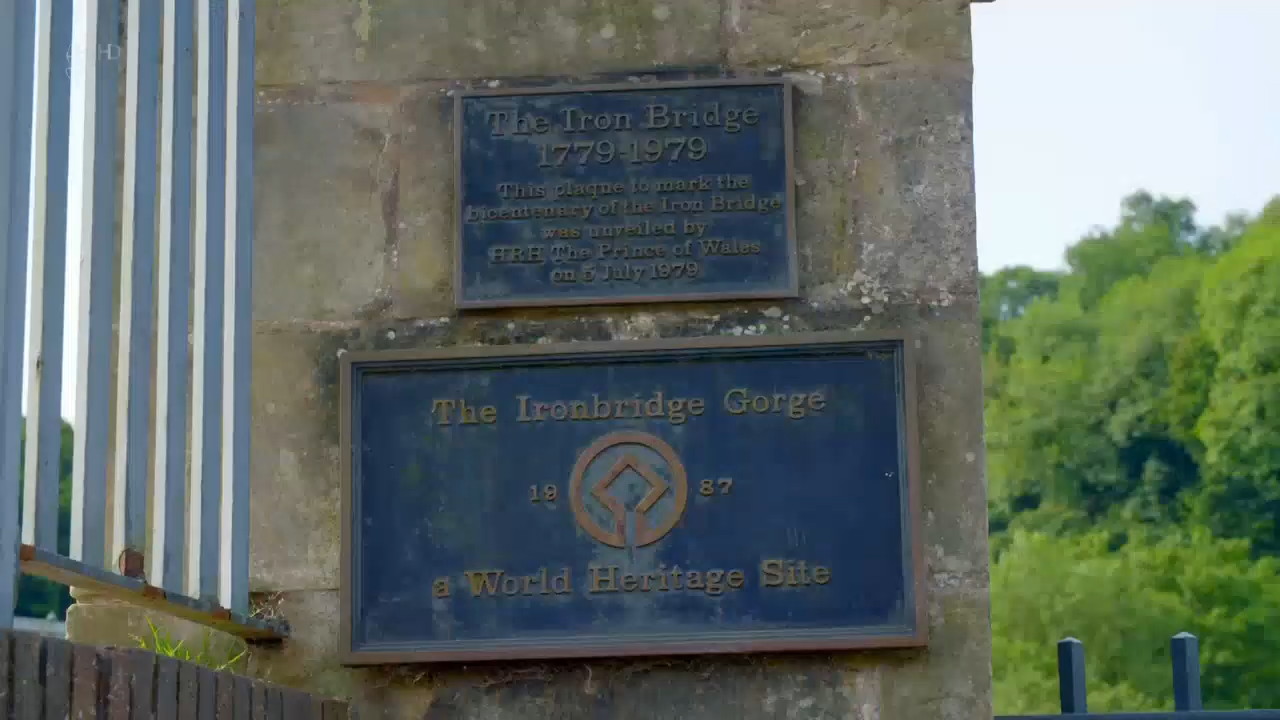 HD
The Iron Bridge
1779-1979
This plaque to mark the
bicentenary of the Iron Bridge
was unveiled by
HRH The Prince of Wales
on 5 July 1979
The Ironbridge Gorge
19 87
a World Heritage Site